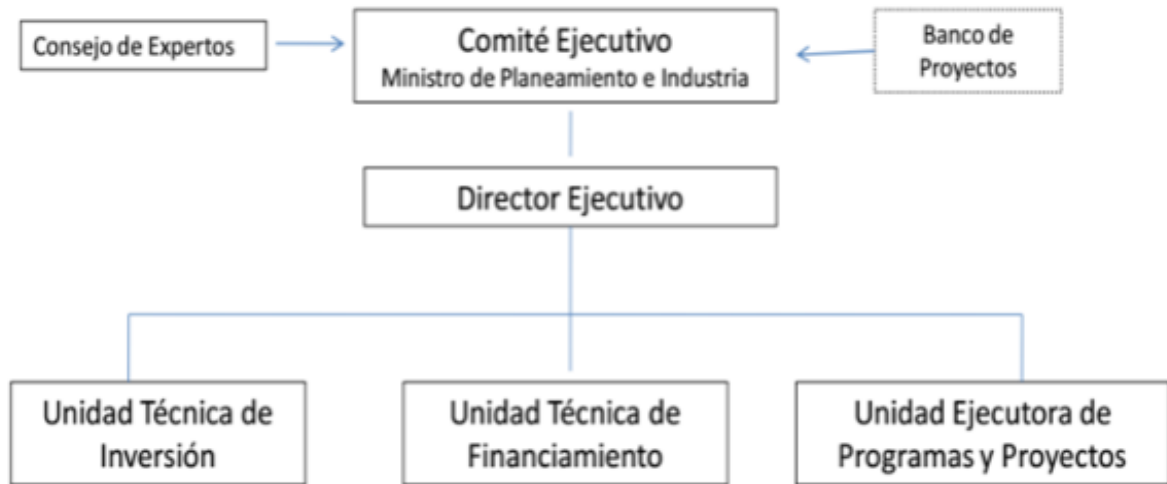 Consejo de Expertos
Comité Ejecutivo
Ministro de Planeamiento e Industria
Banco de
Proyectos
Director Ejecutivo
Unidad Técnica de
Inversión
Unidad Técnica de
Financiamiento
Unidad Ejecutora de
Programas y Proyectos